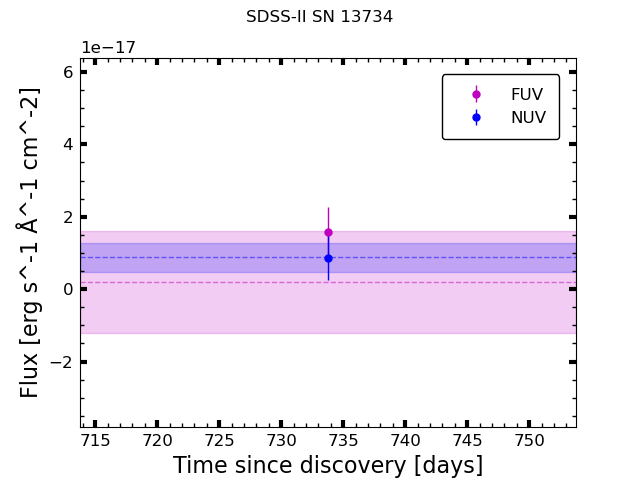 SDSS-II SN 13734
1e−17
6
4
2
0
−2
Flux [erg s^-1 Å^-1 cm^-2]
FUV
NUV
715 720 725 730 735 740 745 750
Time since discovery [days]